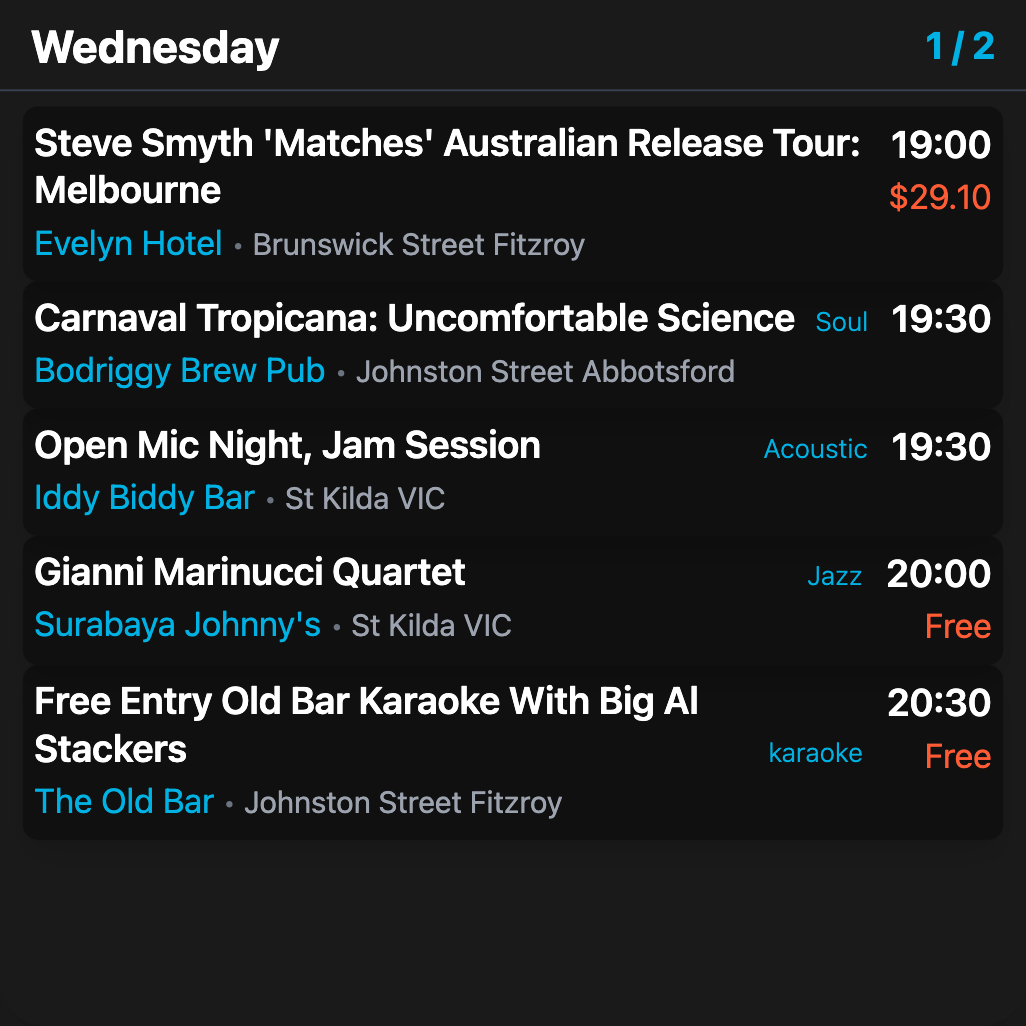 Wednesday 1 / 2
Steve Smyth 'Matches' Australian Release Tour: 19:00
Melbourne $29.10
Evelyn Hotel • Brunswick Street Fitzroy
Carnaval Tropicana: Uncomfortable Science Soul 19:30
Bodriggy Brew Pub • Johnston Street Abbotsford
Open Mic Night, Jam Session Acoustic 19:30
Iddy Biddy Bar • St Kilda VIC
Gianni Marinucci Quartet Jazz 20:00
Surabaya Johnny's • St Kilda VIC Free
Free Entry Old Bar Karaoke With Big Al 20:30
Stackers karaoke Free
The Old Bar • Johnston Street Fitzroy